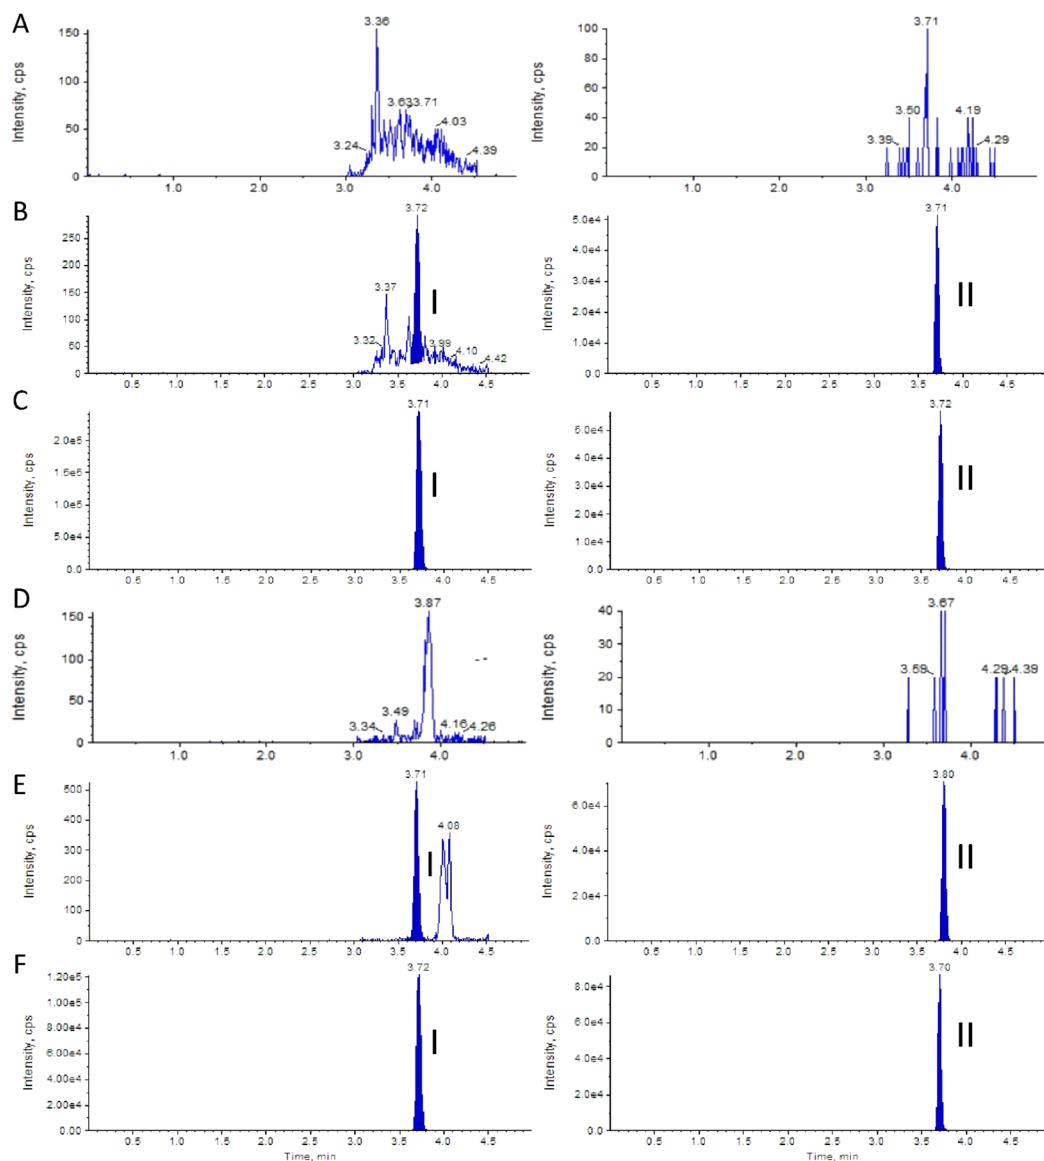 A
Intensity, cps
150
100
50
0
3.36
3.633.71
4.03
3.24
4.39
1.0 2.0 3.0 4.0
Intensity, cps
100
80
60
40
20
0
3.71
3.50
4.19
3.39
4.29
1.0 2.0 3.0 4.0
B
Intensity, cps
250
200
150
100
50
0
3.72
3.37
3.32
3.99
4.10
4.42
I
0.5 1.0 1.5 2.0 2.5 3.0 3.5 4.0 4.5
Intensity, cps
5.0e4
4.0e4
3.0e4
2.0e4
1.0e4
0.0
3.71
II
0.5 1.0 1.5 2.0 2.5 3.0 3.5 4.0 4.5
C
Intensity, cps
2.0e5
1.5e5
1.0e5
5.0e4
0.0
3.71
I
0.5 1.0 1.5 2.0 2.5 3.0 3.5 4.0 4.5
Intensity, cps
5.0e4
4.0e4
3.0e4
2.0e4
1.0e4
0.0
3.72
II
0.5 1.0 1.5 2.0 2.5 3.0 3.5 4.0 4.5
D
Intensity, cps
150
100
50
0
3.87
3.49
3.34
4.16
4.26
1.0 2.0 3.0 4.0
Intensity, cps
40
30
20
10
0
3.67
3.59
4.29
4.39
1.0 2.0 3.0 4.0
E
Intensity, cps
500
400
300
200
100
0
3.71
4.08
I
0.5 1.0 1.5 2.0 2.5 3.0 3.5 4.0 4.5
Intensity, cps
6.0e4
4.0e4
2.0e4
0.0
3.80
II
0.5 1.0 1.5 2.0 2.5 3.0 3.5 4.0 4.5
F
Intensity, cps
1.20e5
1.00e5
8.00e4
6.00e4
4.00e4
2.00e4
0.00
3.72
I
0.5 1.0 1.5 2.0 2.5 3.0 3.5 4.0 4.5
Time, min
Intensity, cps
8.0e4
6.0e4
4.0e4
2.0e4
0.0
3.70
II
0.5 1.0 1.5 2.0 2.5 3.0 3.5 4.0 4.5
Time, min